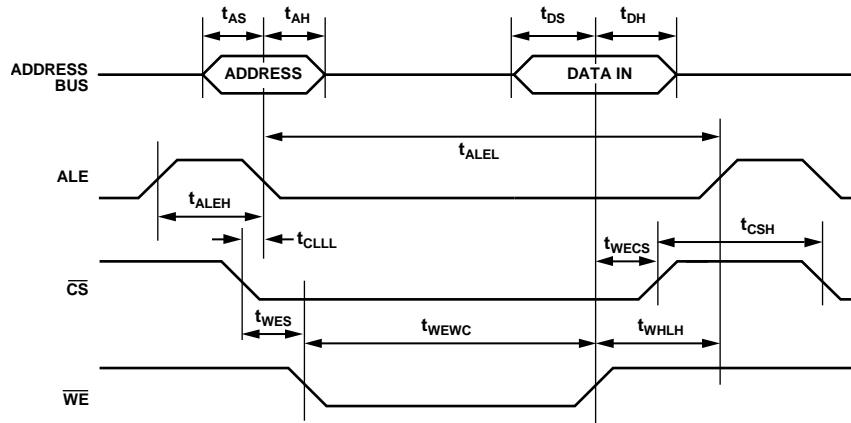 tAS tAH tDS tDH
ADDRESS
BUS
ADDRESS
DATA IN
tALEL
ALE
tALEH
tCLLL
tCSH
tWECS
CS
tWES
tWEWC
tWHLH
WE